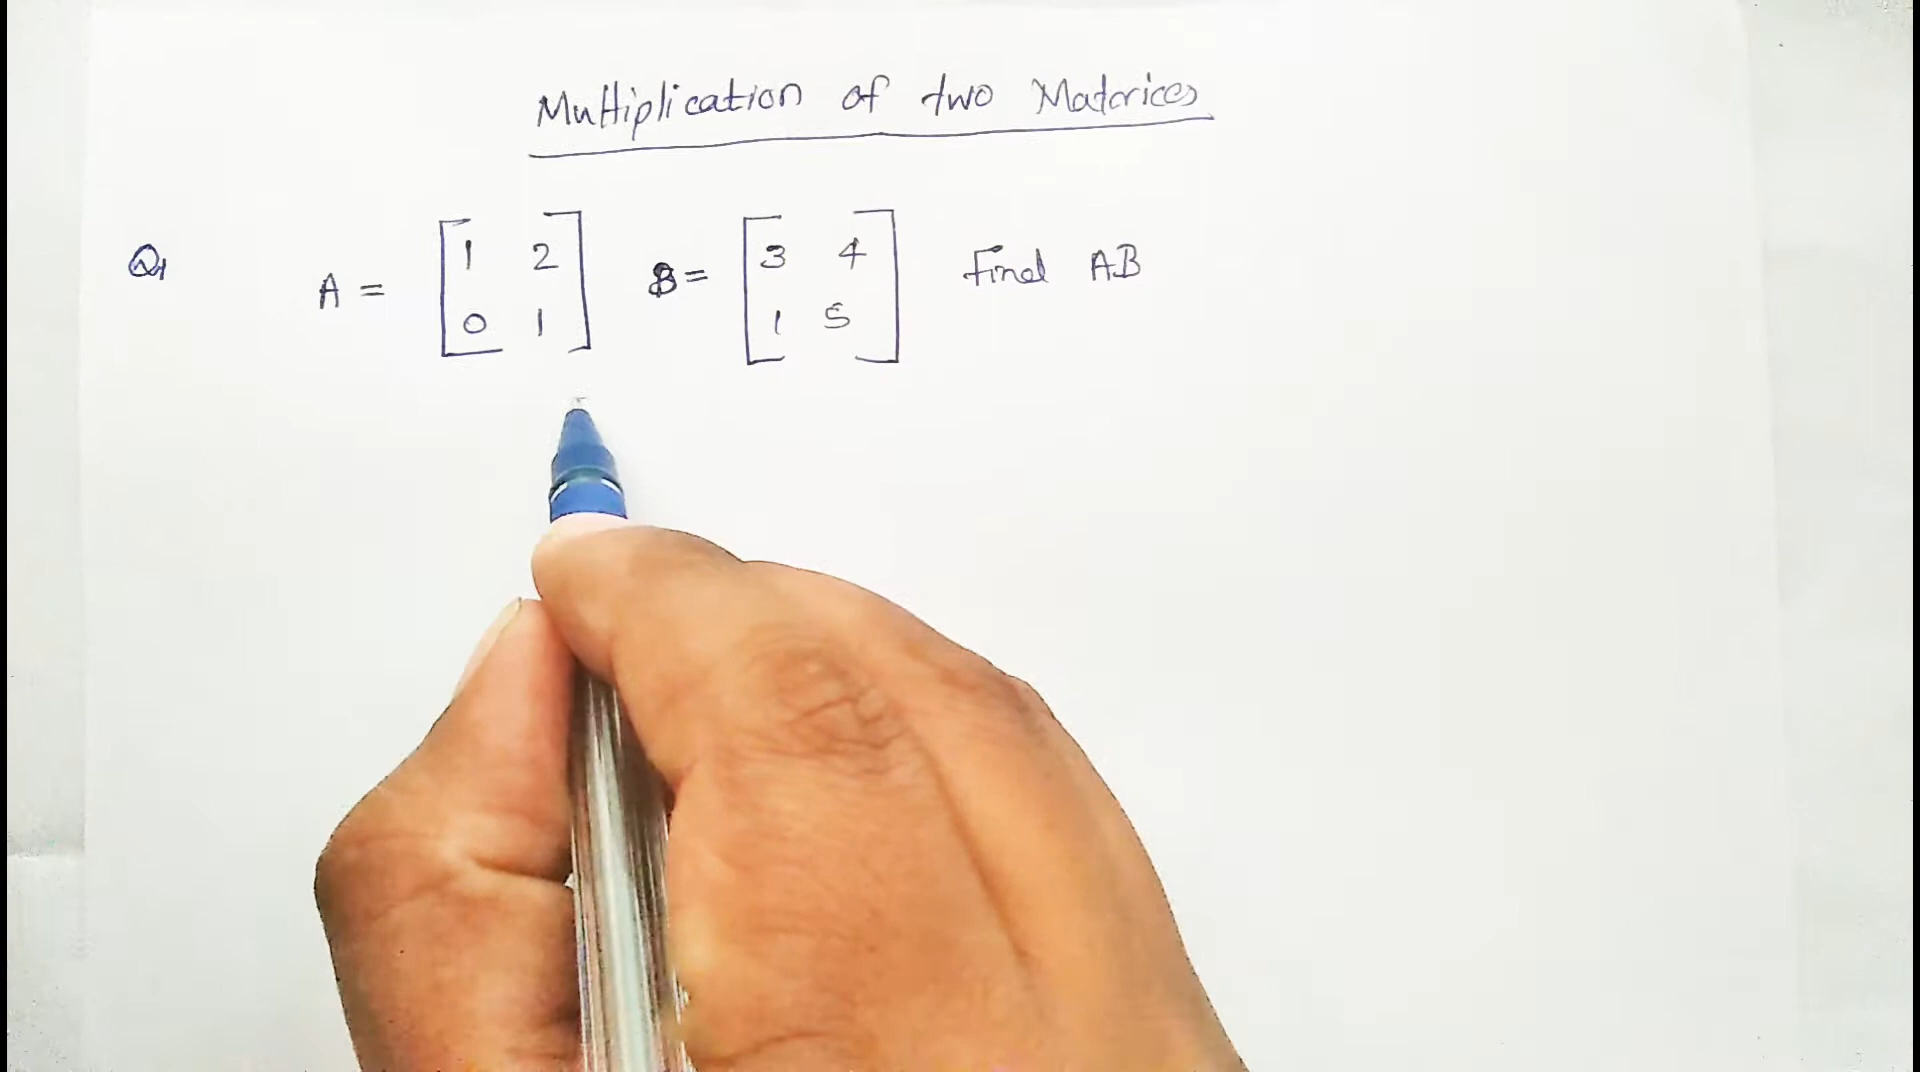 Multiplication of two Matrices
Q1 A = [1 2 B = [3 4 Find AB
0 1] 1 5]